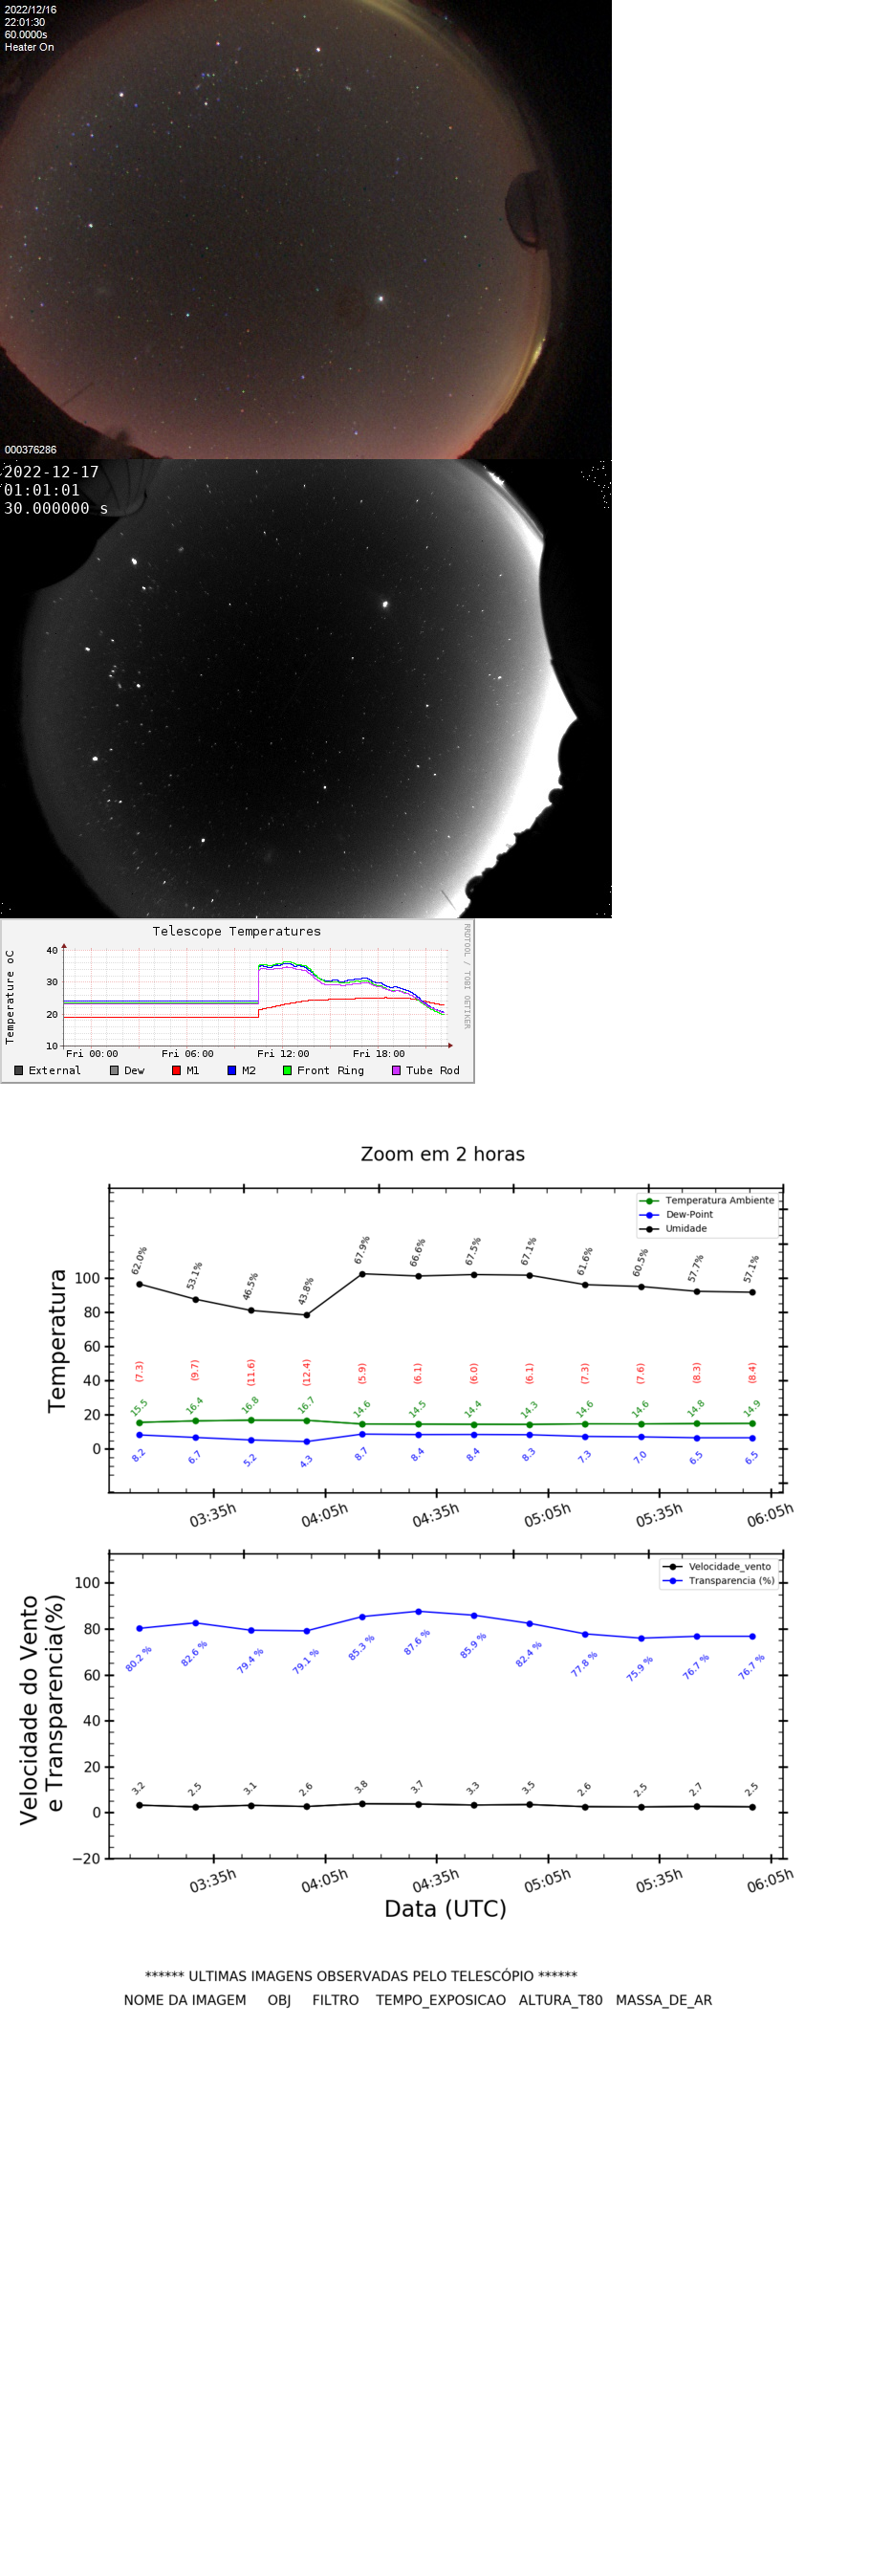 2022/12/16
22:01:30
60.0000s
Heater On
000376286
2022-12-17
01:01:01
30.000000 s
Telescope Temperatures
RRDTOOL / TOBI OETIKER
Temperature oC
40
30
20
10
Fri 00:00 Fri 06:00 Fri 12:00 Fri 18:00
External Dew M1 M2 Front Ring Tube Rod
Zoom em 2 horas
Temperatura Ambiente
Dew-Point
Umidade
Temperatura
100
80
60
40
20
0
62.0% 53.1% 46.5% 43.8% 67.9% 66.6% 67.5% 67.1% 61.6% 60.5% 57.7% 57.1%
(7.3) (9.7) (11.6) (12.4) (5.9) (6.1) (6.0) (6.1) (7.3) (7.6) (8.3) (8.4)
15.5 16.4 16.8 16.7 14.6 14.5 14.4 14.3 14.6 14.6 14.8 14.9
8.2 6.7 5.2 4.3 8.7 8.4 8.4 8.3 7.3 7.0 6.5 6.5
03:35h 04:05h 04:35h 05:05h 05:35h 06:05h
Velocidade_vento
Transparencia (%)
Velocidade do Vento
e Transparencia(%)
100
80
60
40
20
0
−20
80.2 % 82.6 % 79.4 % 79.1 % 85.3 % 87.6 % 85.9 % 82.4 % 77.8 % 75.9 % 76.7 % 76.7 %
3.2 2.5 3.1 2.6 3.8 3.7 3.3 3.5 2.6 2.5 2.7 2.5
03:35h 04:05h 04:35h 05:05h 05:35h 06:05h
Data (UTC)
****** ULTIMAS IMAGENS OBSERVADAS PELO TELESCÓPIO ******
NOME DA IMAGEM OBJ FILTRO TEMPO_EXPOSICAO ALTURA_T80 MASSA_DE_AR